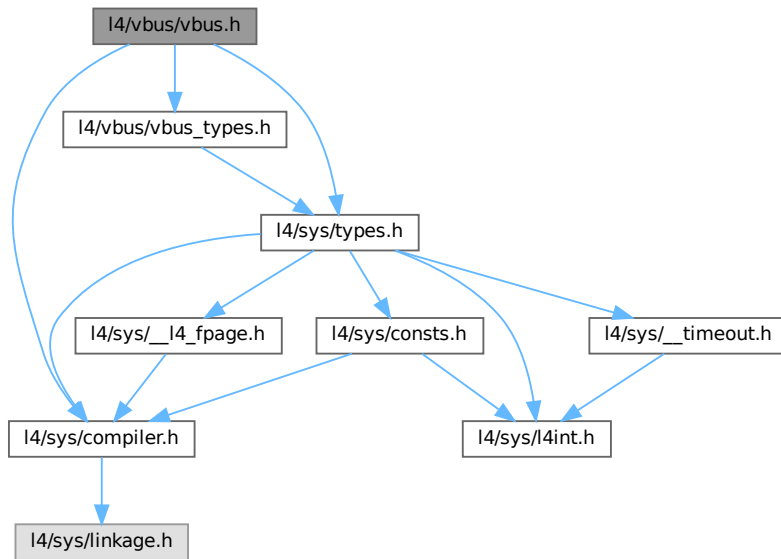 l4/vbus/vbus.h
l4/vbus/vbus_types.h
l4/sys/types.h
l4/sys/__l4_fpage.h
l4/sys/consts.h
l4/sys/__timeout.h
l4/sys/compiler.h
l4/sys/l4int.h
l4/sys/linkage.h